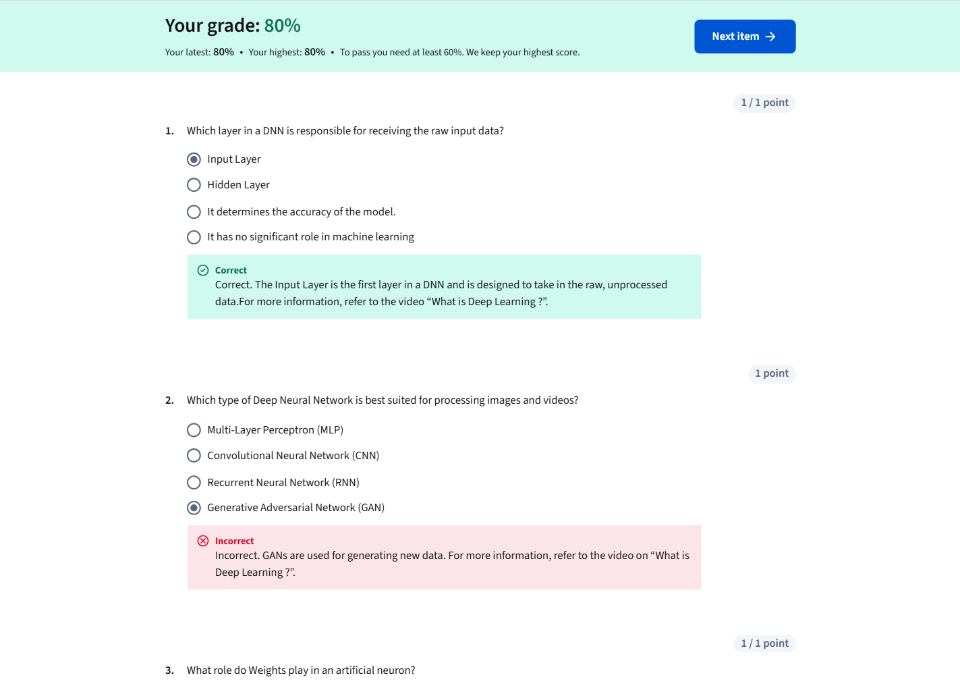 Your grade: 80%
Your latest: 80% • Your highest: 80% • To pass you need at least 60%. We keep your highest score.
Next item →
1 / 1 point
1. Which layer in a DNN is responsible for receiving the raw input data?
Input Layer
Hidden Layer
It determines the accuracy of the model.
It has no significant role in machine learning
Correct
Correct. The Input Layer is the first layer in a DNN and is designed to take in the raw, unprocessed
data.For more information, refer to the video “What is Deep Learning ?”.
1 point
2. Which type of Deep Neural Network is best suited for processing images and videos?
Multi-Layer Perceptron (MLP)
Convolutional Neural Network (CNN)
Recurrent Neural Network (RNN)
Generative Adversarial Network (GAN)
Incorrect
Incorrect. GANs are used for generating new data. For more information, refer to the video on “What is
Deep Learning ?”.
1 / 1 point
3. What role do Weights play in an artificial neuron?